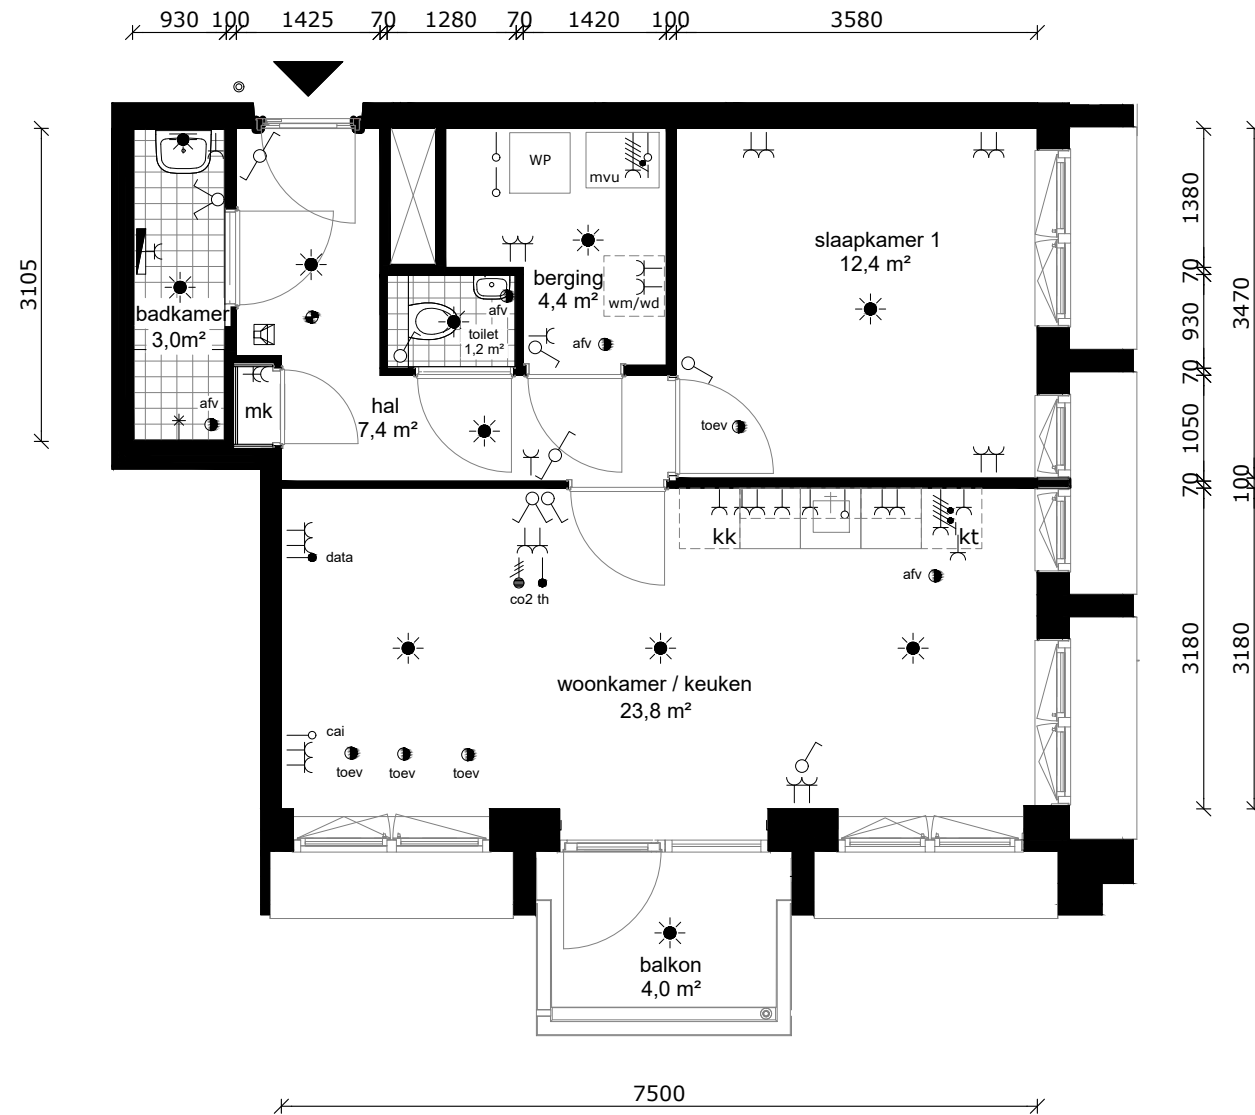 930 100 1425 70 1280 70 1420 100 3580
3105
WP
mvu
slaapkamer 1
12,4 m²
berging
4,4 m²
wm/wd
badkamer
3,0m²
afv
toilet
1,2 m²
afv
afv
mk
hal
7,4 m²
toev
1380
70
930
70
1050
70
3180
3470
100
3180
kk
kt
data
co2 th
afv
woonkamer / keuken
23,8 m²
cai
toev toev toev
balkon
4,0 m²
7500